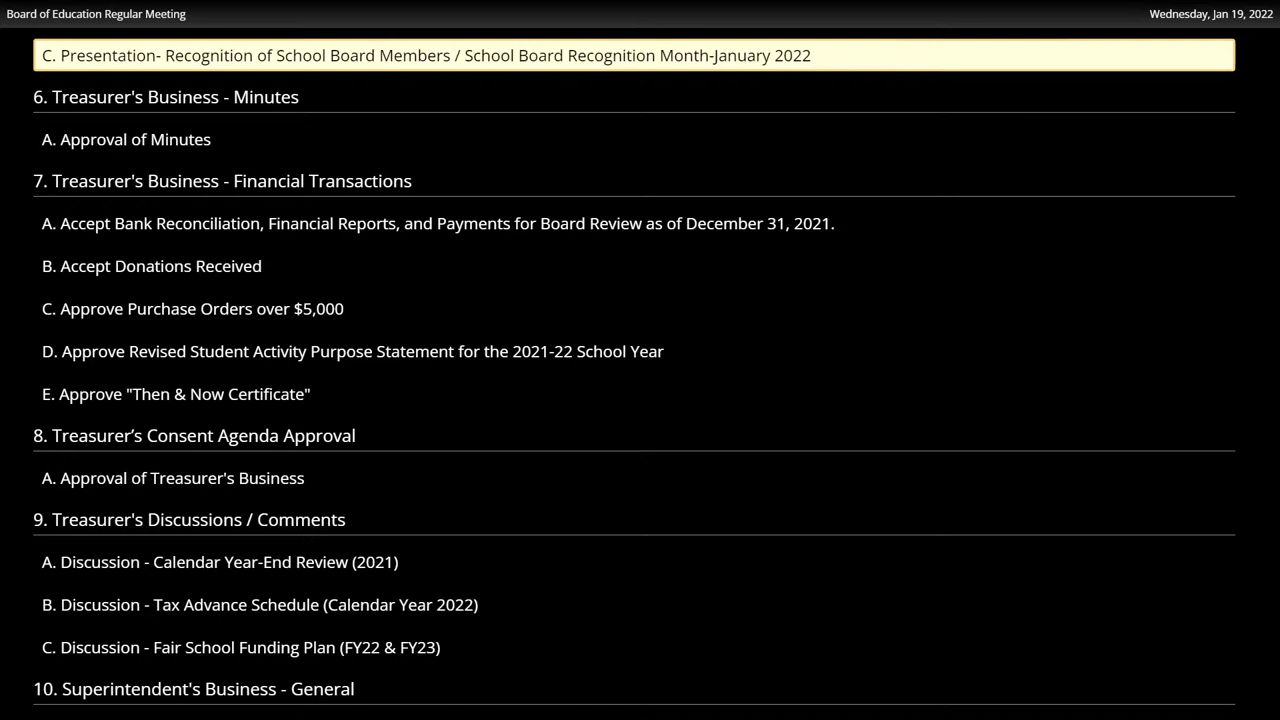 Board of Education Regular Meeting
Wednesday, Jan 19, 2022
C. Presentation- Recognition of School Board Members / School Board Recognition Month-January 2022
6. Treasurer's Business - Minutes
A. Approval of Minutes
7. Treasurer's Business - Financial Transactions
A. Accept Bank Reconciliation, Financial Reports, and Payments for Board Review as of December 31, 2021.
B. Accept Donations Received
C. Approve Purchase Orders over $5,000
D. Approve Revised Student Activity Purpose Statement for the 2021-22 School Year
E. Approve "Then & Now Certificate"
8. Treasurer’s Consent Agenda Approval
A. Approval of Treasurer's Business
9. Treasurer's Discussions / Comments
A. Discussion - Calendar Year-End Review (2021)
B. Discussion - Tax Advance Schedule (Calendar Year 2022)
C. Discussion - Fair School Funding Plan (FY22 & FY23)
10. Superintendent's Business - General